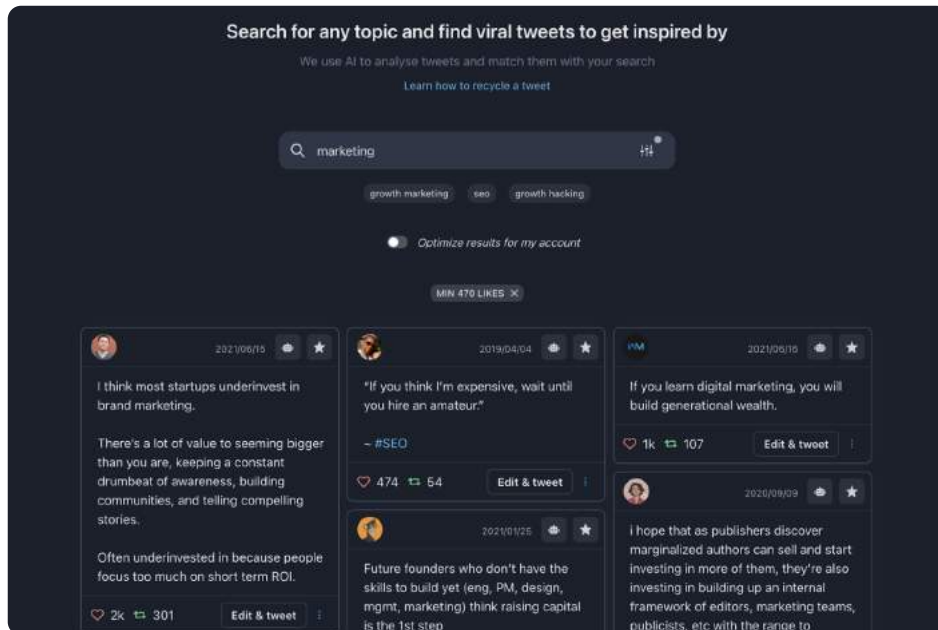 Search for any topic and find viral tweets to get inspired by
We use AI to analyse tweets and match them with your search
Learn how to recycle a tweet
marketing
growth marketing
seo
growth hacking
Optimize results for my account
MIN 470 LIKES ✕
2021/06/15
I think most startups underinvest in
brand marketing.
There's a lot of value to seeming bigger
than you are, keeping a constant
drumbeat of awareness, building
communities, and telling compelling
stories.
Often underinvested in because people
focus too much on short term ROI.
2k 301 Edit & tweet
2019/04/04
"If you think I'm expensive, wait until
you hire an amateur."
~ #SEO
474 54 Edit & tweet
2021/01/25
Future founders who don't have the
skills to build yet (eng, PM, design,
mgmt, marketing) think raising capital
is the 1st step
2021/06/16
If you learn digital marketing, you will
build generational wealth.
1k 107 Edit & tweet
2020/09/09
i hope that as publishers discover
marginalized authors can sell and start
investing in more of them, they're also
investing in building up an internal
framework of editors, marketing teams,
publicists, etc with the range to